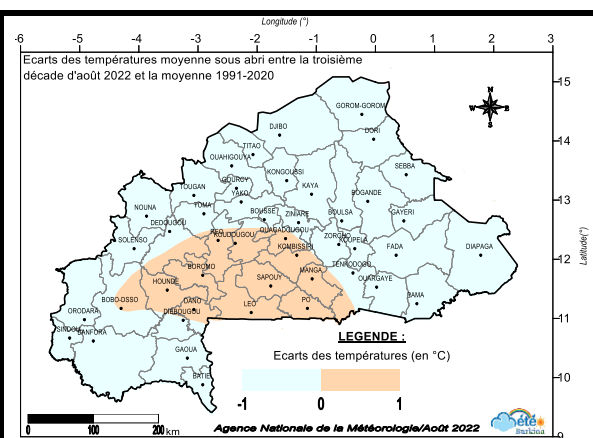 Longitude (°)
-6 -5 -4 -3 -2 -1 0 1 2 3
Ecarts des températures moyenne sous abri entre la troisième
décade d'août 2022 et la moyenne 1991-2020
15
N
W E
S
GOROM-GOROM
DJIBO
DORI
14
TITAO
OUAHIGOUYA
SEBBA
KONGOUSSI
GOURCY
TOUGAN
YAKO
KAYA
BOGANDE
13
NOUNA
TOMA
BOUSSE
ZINIARE
BOULSA
GAYERI
DEDOUGOU
REO
KOUDOUGOU
OUAGADOUGOU
ZORGHO
KOUPELA
SOLENSO
KOMBISSIRI
FADA
DIAPAGA
12
Latitude(°)
BOROMO
MANGA
TENKODOGO
HOUNDE
SAPOUY
OUARGAYE
BOBO-DSSO
DANO
LEO
PO
PAMA
ORODARA
DIEBOUGOU
11
SINDOU
BANFORA
LEGENDE :
GAOUA
Ecarts des températures (en °C)
BATIE
10
-1 0 1
0 100 200 km
Agence Nationale de la Météorologie/Août 2022
Météo
Burkina
9